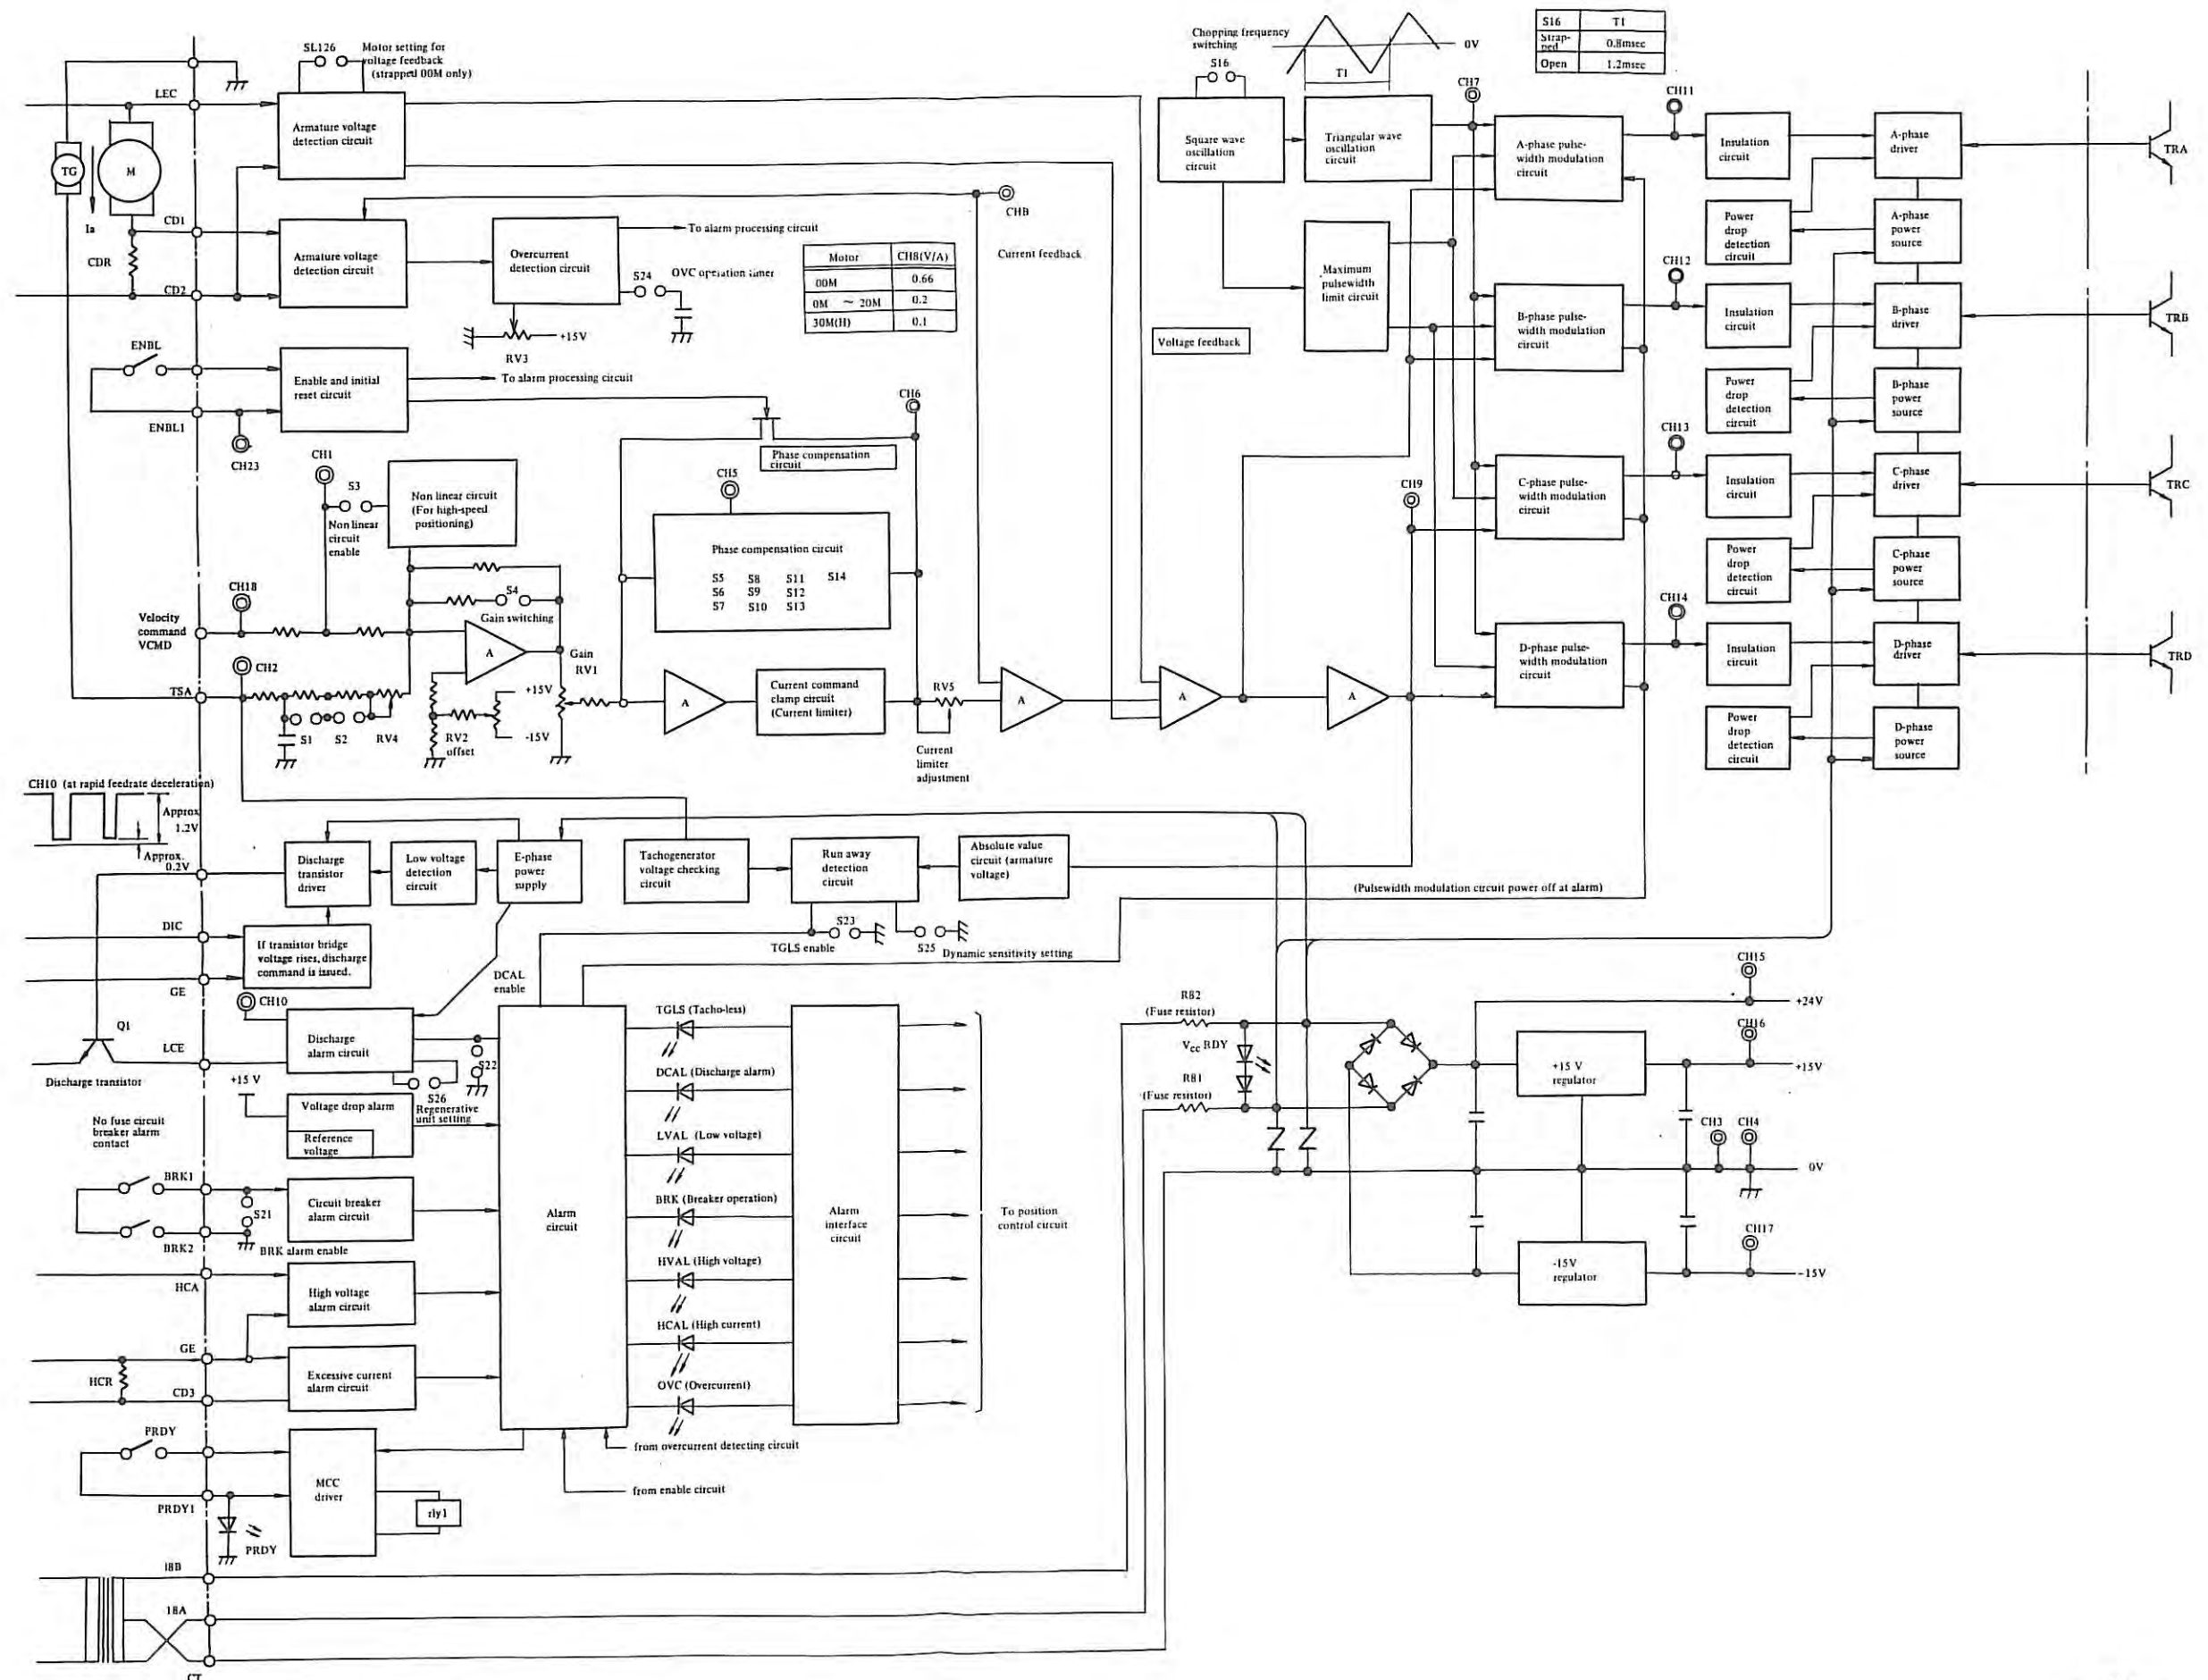 SL126
Motor setting for
voltage feedback
(strapped 00M only)
LEC
Armature voltage
detection circuit
TG
M
Ia
CD1
CDR
CD2
Armature voltage
detection circuit
Overcurrent
detection circuit
To alarm processing circuit
S24
OVC operation timer
RV3
+15V
CHB
Current feedback
Motor CH8(V/A)
00M 0.66
0M ~ 20M 0.2
30M(H) 0.1
ENBL
ENBL1
CH23
Enable and initial
reset circuit
To alarm processing circuit
CH6
Phase compensation
circuit
CH1
S3
Non linear
circuit
enable
Non linear circuit
(For high-speed
positioning)
CH5
Phase compensation circuit
S5 S8 S11 S14
S6 S9 S12
S7 S10 S13
CH18
Velocity
command
VCMD
S4
Gain switching
A
Gain
RV1
CH2
TSA
S1
S2
RV4
+15V
-15V
RV2
offset
A
Current command
clamp circuit
(Current limiter)
RV5
Current
limiter
adjustment
A
A
A
CH9
Chopping frequency
switching
S16
T1
0V
S16 T1
Strap-
ped 0.8msec
Open 1.2msec
Square wave
oscillation
circuit
Triangular wave
oscillation
circuit
CH7
Maximum
pulsewidth
limit circuit
Voltage feedback
A-phase pulse-
width modulation
circuit
CH11
Insulation
circuit
A-phase
driver
TRA
Power
drop
detection
circuit
A-phase
power
source
B-phase pulse-
width modulation
circuit
CH12
Insulation
circuit
B-phase
driver
TRB
Power
drop
detection
circuit
B-phase
power
source
C-phase pulse-
width modulation
circuit
CH13
Insulation
circuit
C-phase
driver
TRC
Power
drop
detection
circuit
C-phase
power
source
D-phase pulse-
width modulation
circuit
CH14
Insulation
circuit
D-phase
driver
TRD
Power
drop
detection
circuit
D-phase
power
source
CH10 (at rapid feedrate deceleration)
Approx
1.2V
Approx.
0.2V
Discharge
transistor
driver
Low voltage
detection
circuit
E-phase
power
supply
Tachogenerator
voltage checking
circuit
Run away
detection
circuit
Absolute value
circuit (armature
voltage)
(Pulsewidth modulation circuit power off at alarm)
S23
TGLS enable
S25
Dynamic sensitivity setting
DIC
GE
If transistor bridge
voltage rises, discharge
command is issued.
DCAL
enable
CH10
Q1
LCE
Discharge transistor
Discharge
alarm circuit
S22
S26
Regenerative
unit setting
+15 V
Voltage drop alarm
Reference
voltage
No fuse circuit
breaker alarm
contact
BRK1
BRK2
S21
BRK alarm enable
Circuit breaker
alarm circuit
HCA
High voltage
alarm circuit
GE
HCR
CD3
Excessive current
alarm circuit
PRDY
PRDY1
PRDY
MCC
driver
rly1
Alarm
circuit
TGLS (Tacho-less)
DCAL (Discharge alarm)
LVAL (Low voltage)
BRK (Breaker operation)
HVAL (High voltage)
HCAL (High current)
OVC (Overcurrent)
Alarm
interface
circuit
To position
control circuit
from overcurrent detecting circuit
from enable circuit
18B
18A
CT
R82
(Fuse resistor)
Vcc RDY
R81
(Fuse resistor)
CH15
+24V
CH16
+15 V
regulator
+15V
CH3
CH4
0V
CH17
-15V
regulator
-15V